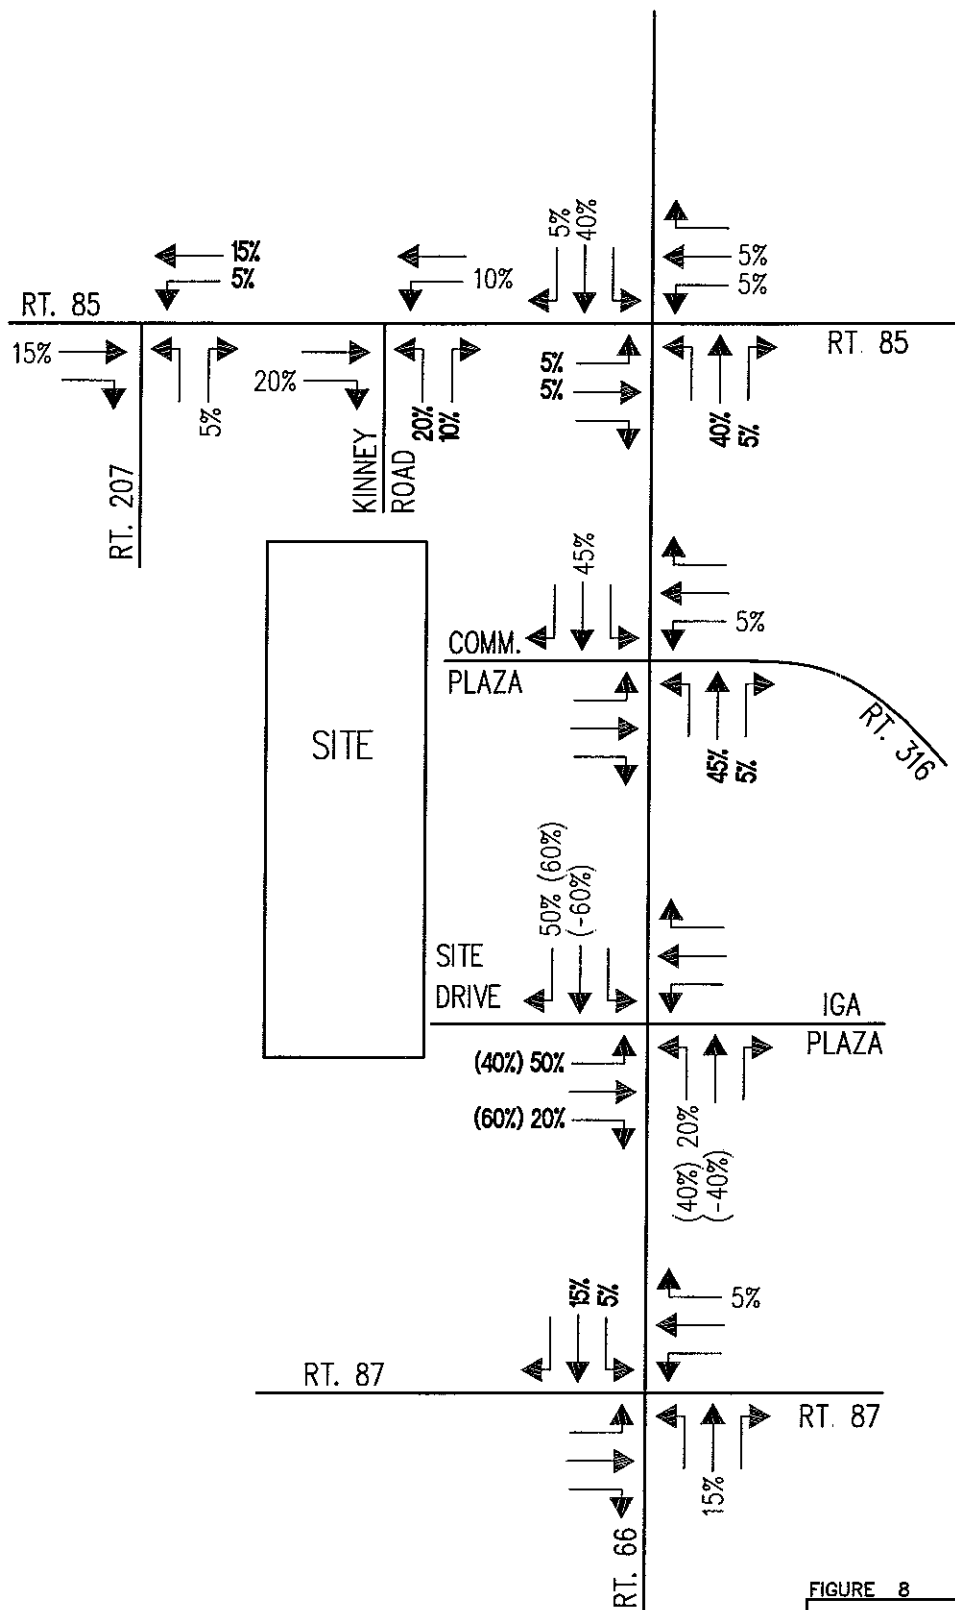 5%
40%
15%
5%
10%
5%
5%
RT. 85
RT. 85
15%
5%
20%
20%
10%
5%
5%
40%
5%
KINNEY
ROAD
RT. 207
45%
5%
COMM.
PLAZA
SITE
45%
5%
RT. 316
50% (60%)
(-60%)
SITE
DRIVE
IGA
PLAZA
(40%) 50%
(60%) 20%
(40%) 20%
(-40%)
15%
5%
5%
RT. 87
RT. 87
15%
RT. 66
FIGURE 8